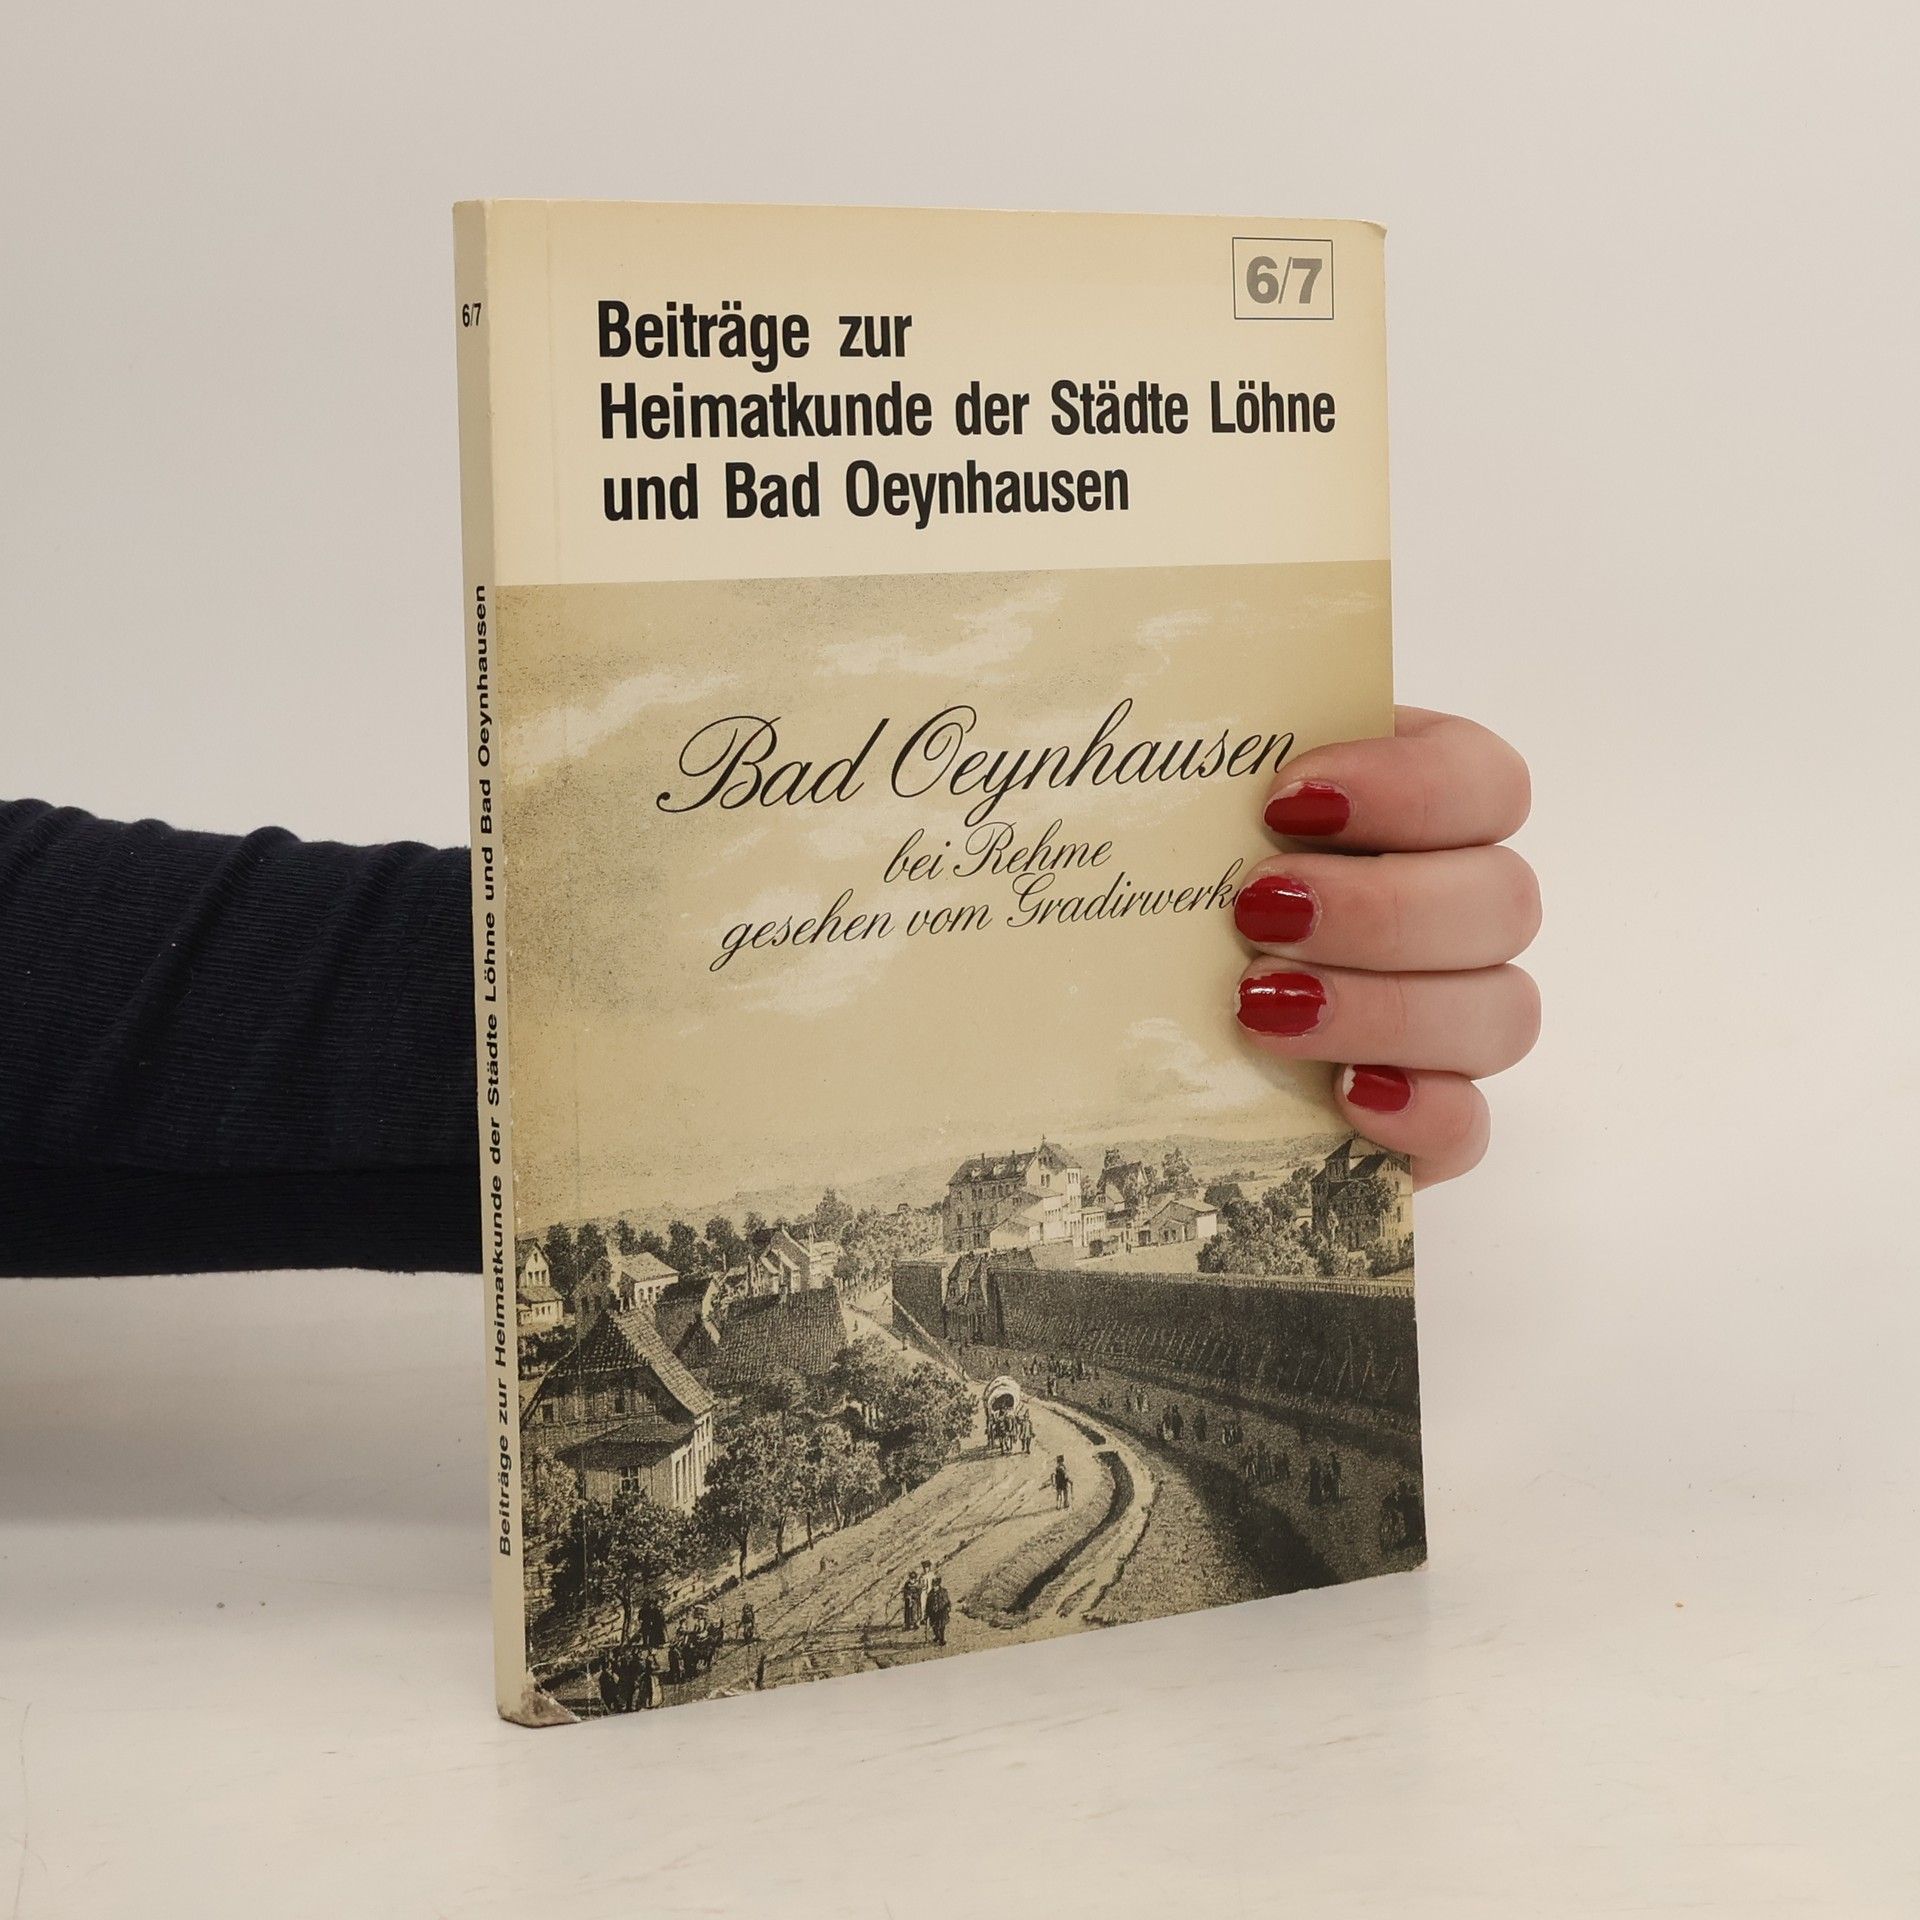 6/7
Beiträge zur
Heimatkunde der Städte Löhne
und Bad Oeynhausen
Bad Oeynhausen
bei Rehme
gesehen vom
6/7
Beiträge zur Heimatkunde der Städte Löhne und Bad Oeynhausen